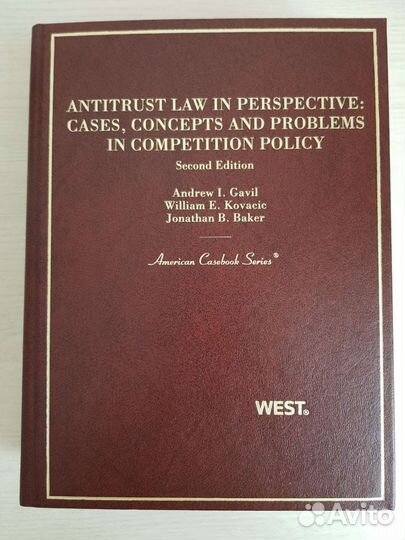 ANTITRUST LAW IN PERSPECTIVE:
CASES, CONCEPTS AND PROBLEMS
IN COMPETITION POLICY
Second Edition
Andrew I. Gavil
William E. Kovacic
Jonathan B. Baker
American Casebook Series®
WEST®
Avito